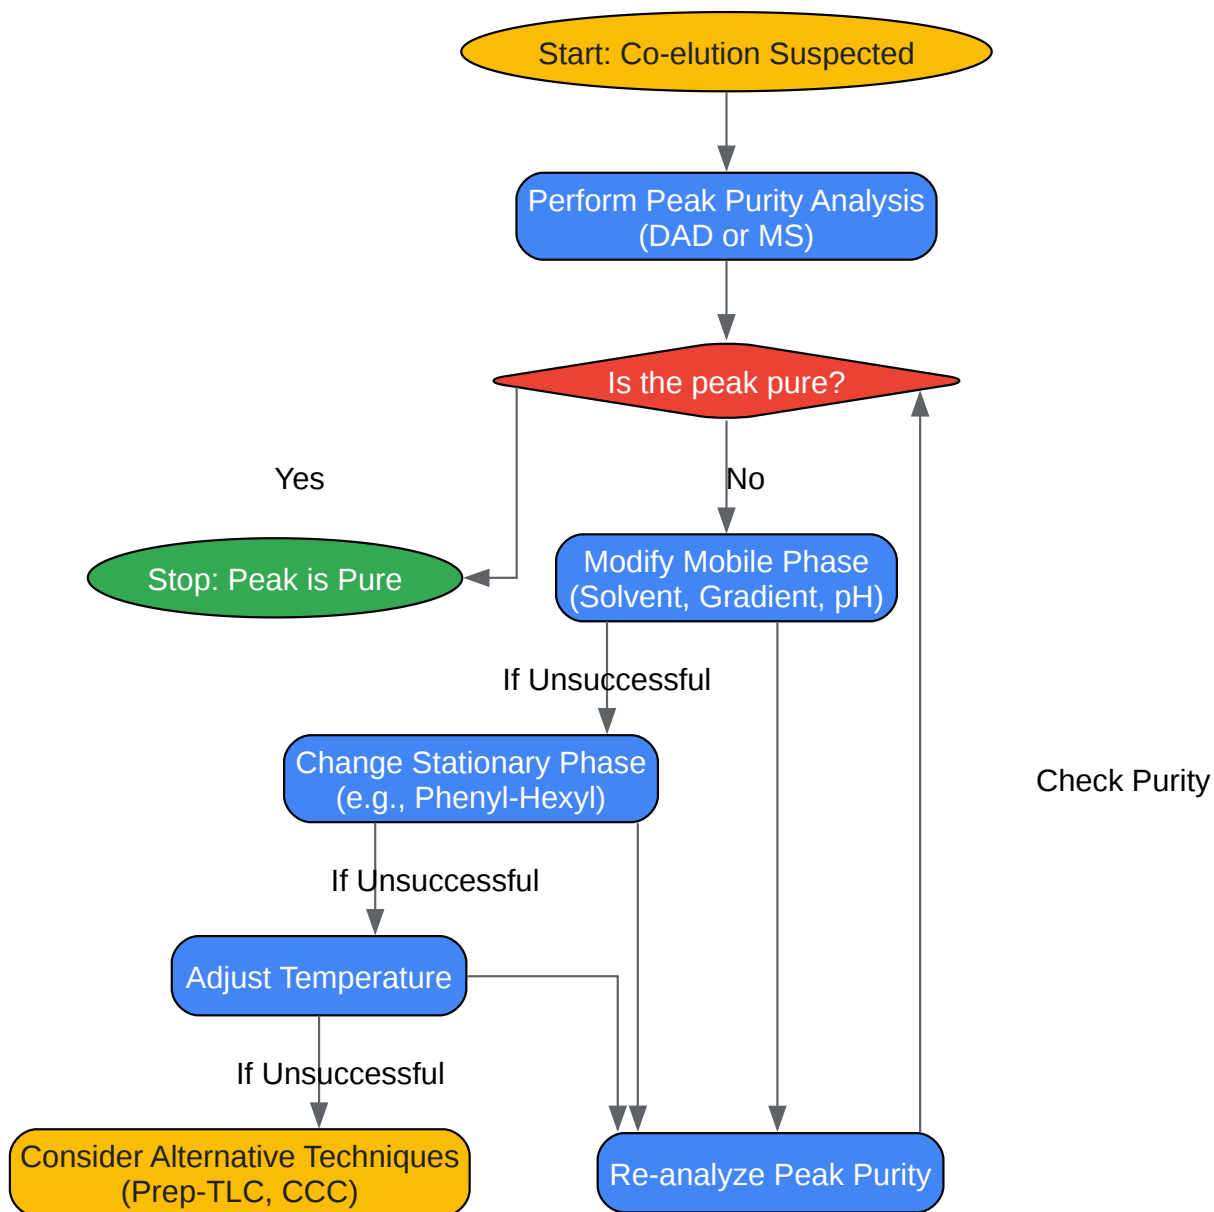 Start: Co-elution Suspected
Perform Peak Purity Analysis
(DAD or MS)
Is the peak pure?
Yes
No
Stop: Peak is Pure
Modify Mobile Phase
(Solvent, Gradient, pH)
If Unsuccessful
Change Stationary Phase
(e.g., Phenyl-Hexyl)
Check Purity
If Unsuccessful
Adjust Temperature
If Unsuccessful
Consider Alternative Techniques
(Prep-TLC, CCC)
Re-analyze Peak Purity